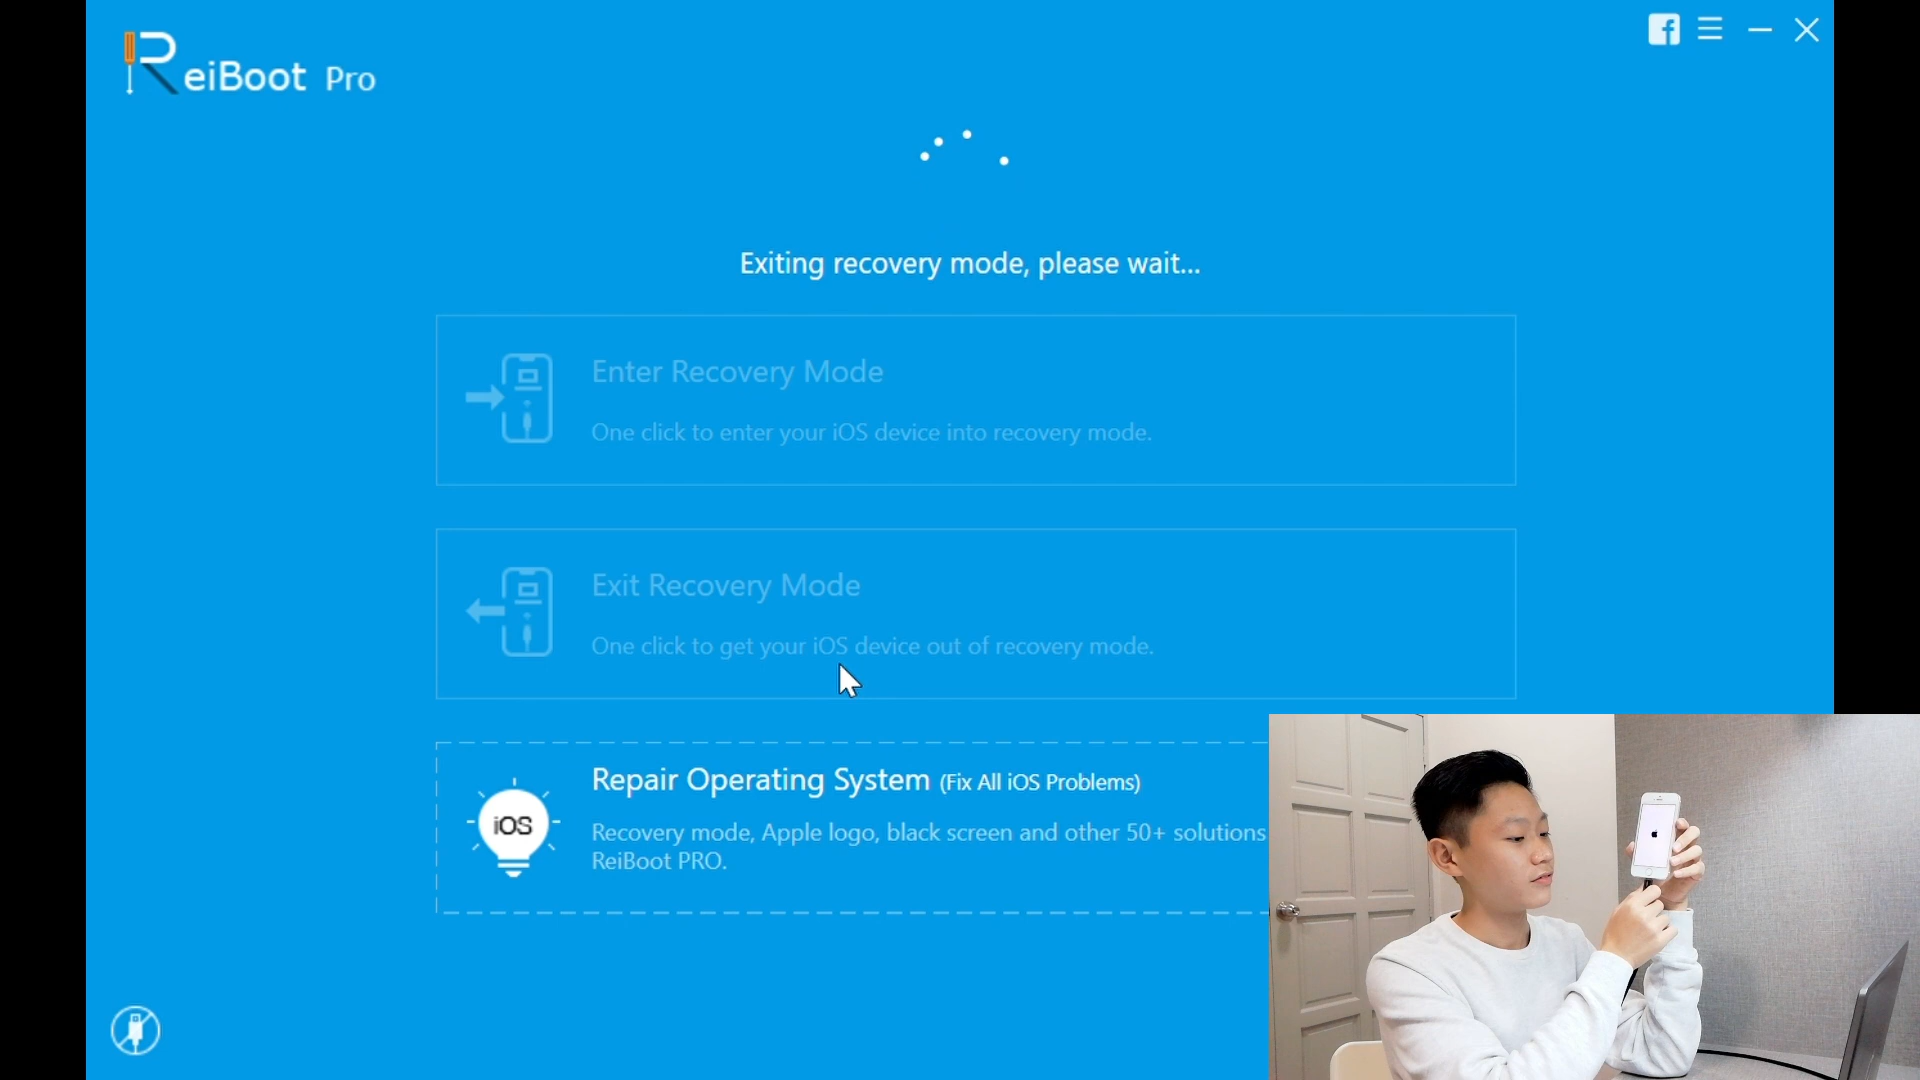 ReiBoot Pro
Exiting recovery mode, please wait...
Enter Recovery Mode
One click to enter your iOS device into recovery mode.
Exit Recovery Mode
One click to get your iOS device out of recovery mode.
iOS
Repair Operating System (Fix All iOS Problems)
Recovery mode, Apple logo, black screen and other 50+ solutions
ReiBoot PRO.